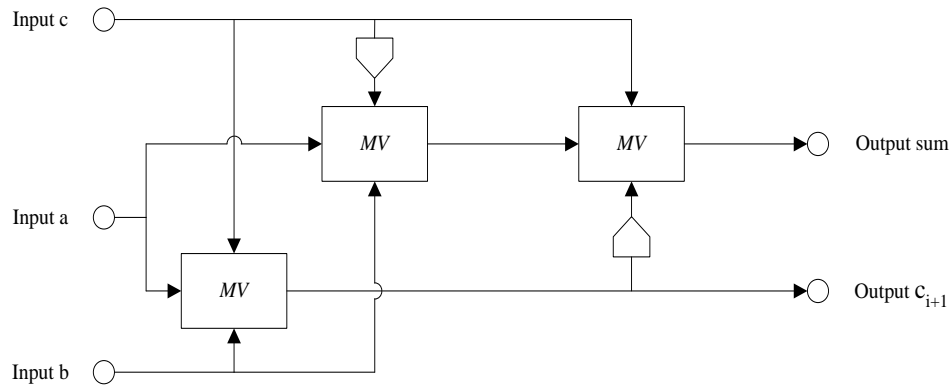 Input c
MV
MV
Output sum
Input a
MV
Output c_{i+1}
Input b